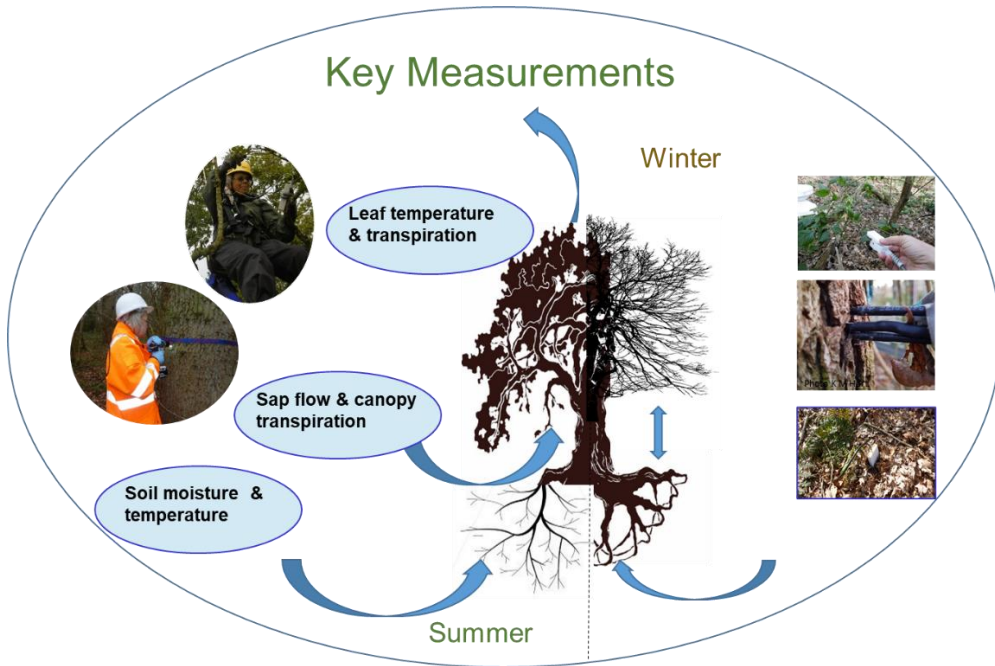 Key Measurements
Winter
Leaf temperature
& transpiration
Sap flow & canopy
transpiration
Soil moisture &
temperature
Summer